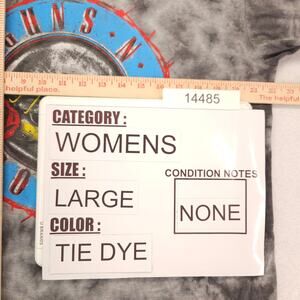 GUNS N
helpful place.
The helpful
14485
CATEGORY :
WOMENS
SIZE :
LARGE
CONDITION NOTES
NONE
COLOR :
TIE DYE